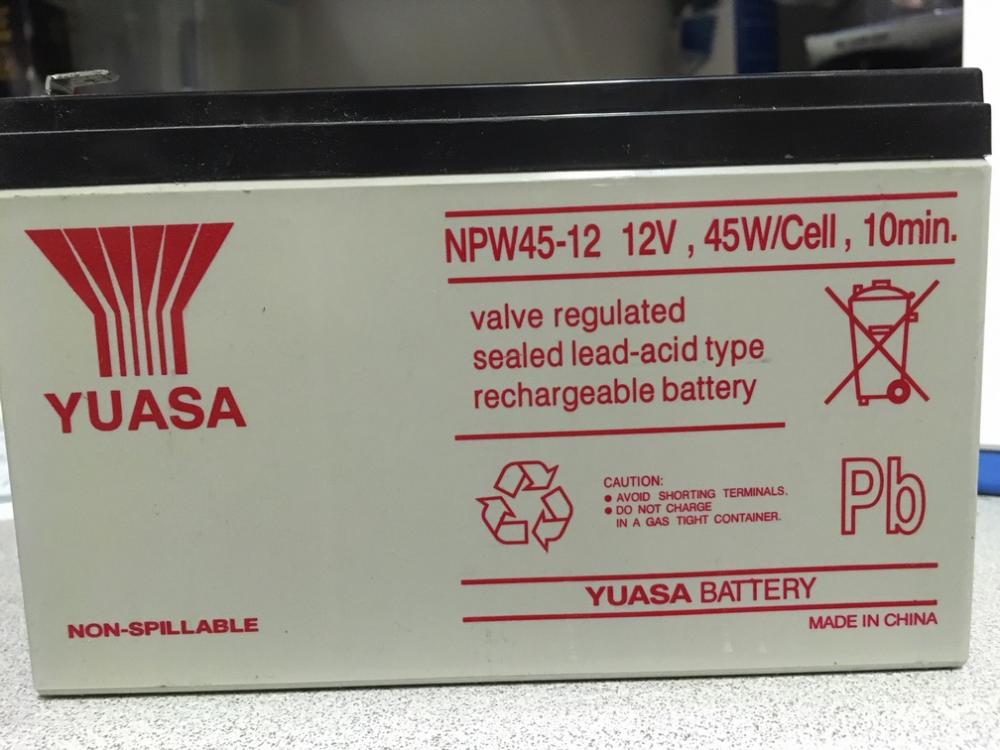 YUASA
NPW45-12 12V , 45W/Cell , 10min.
valve regulated
sealed lead-acid type
rechargeable battery
CAUTION:
● AVOID SHORTING TERMINALS.
● DO NOT CHARGE
IN A GAS TIGHT CONTAINER.
Pb
YUASA BATTERY
NON-SPILLABLE
MADE IN CHINA